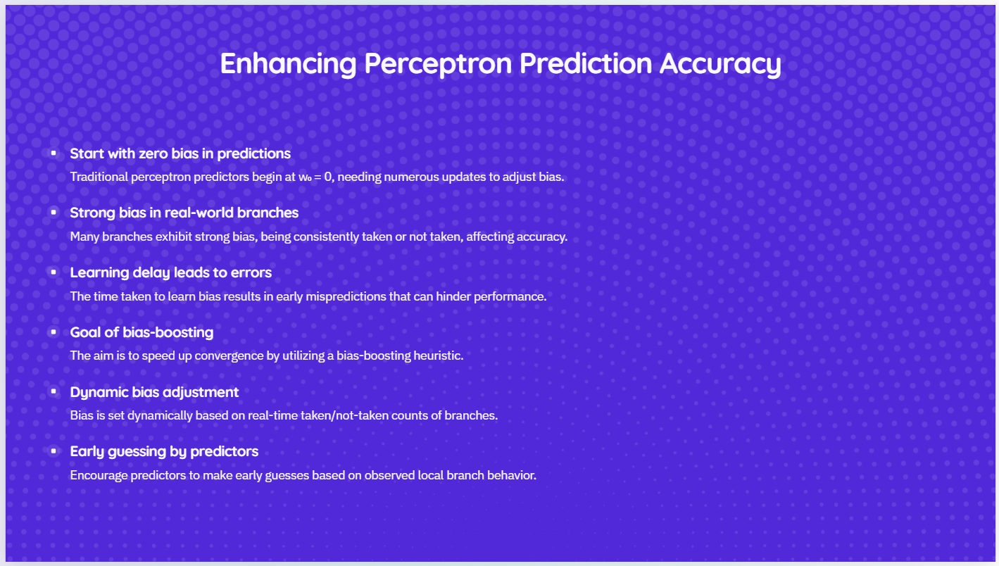 Enhancing Perceptron Prediction Accuracy
▪ Start with zero bias in predictions
Traditional perceptron predictors begin at w₀ = 0, needing numerous updates to adjust bias.
▪ Strong bias in real-world branches
Many branches exhibit strong bias, being consistently taken or not taken, affecting accuracy.
▪ Learning delay leads to errors
The time taken to learn bias results in early mispredictions that can hinder performance.
▪ Goal of bias-boosting
The aim is to speed up convergence by utilizing a bias-boosting heuristic.
▪ Dynamic bias adjustment
Bias is set dynamically based on real-time taken/not-taken counts of branches.
▪ Early guessing by predictors
Encourage predictors to make early guesses based on observed local branch behavior.